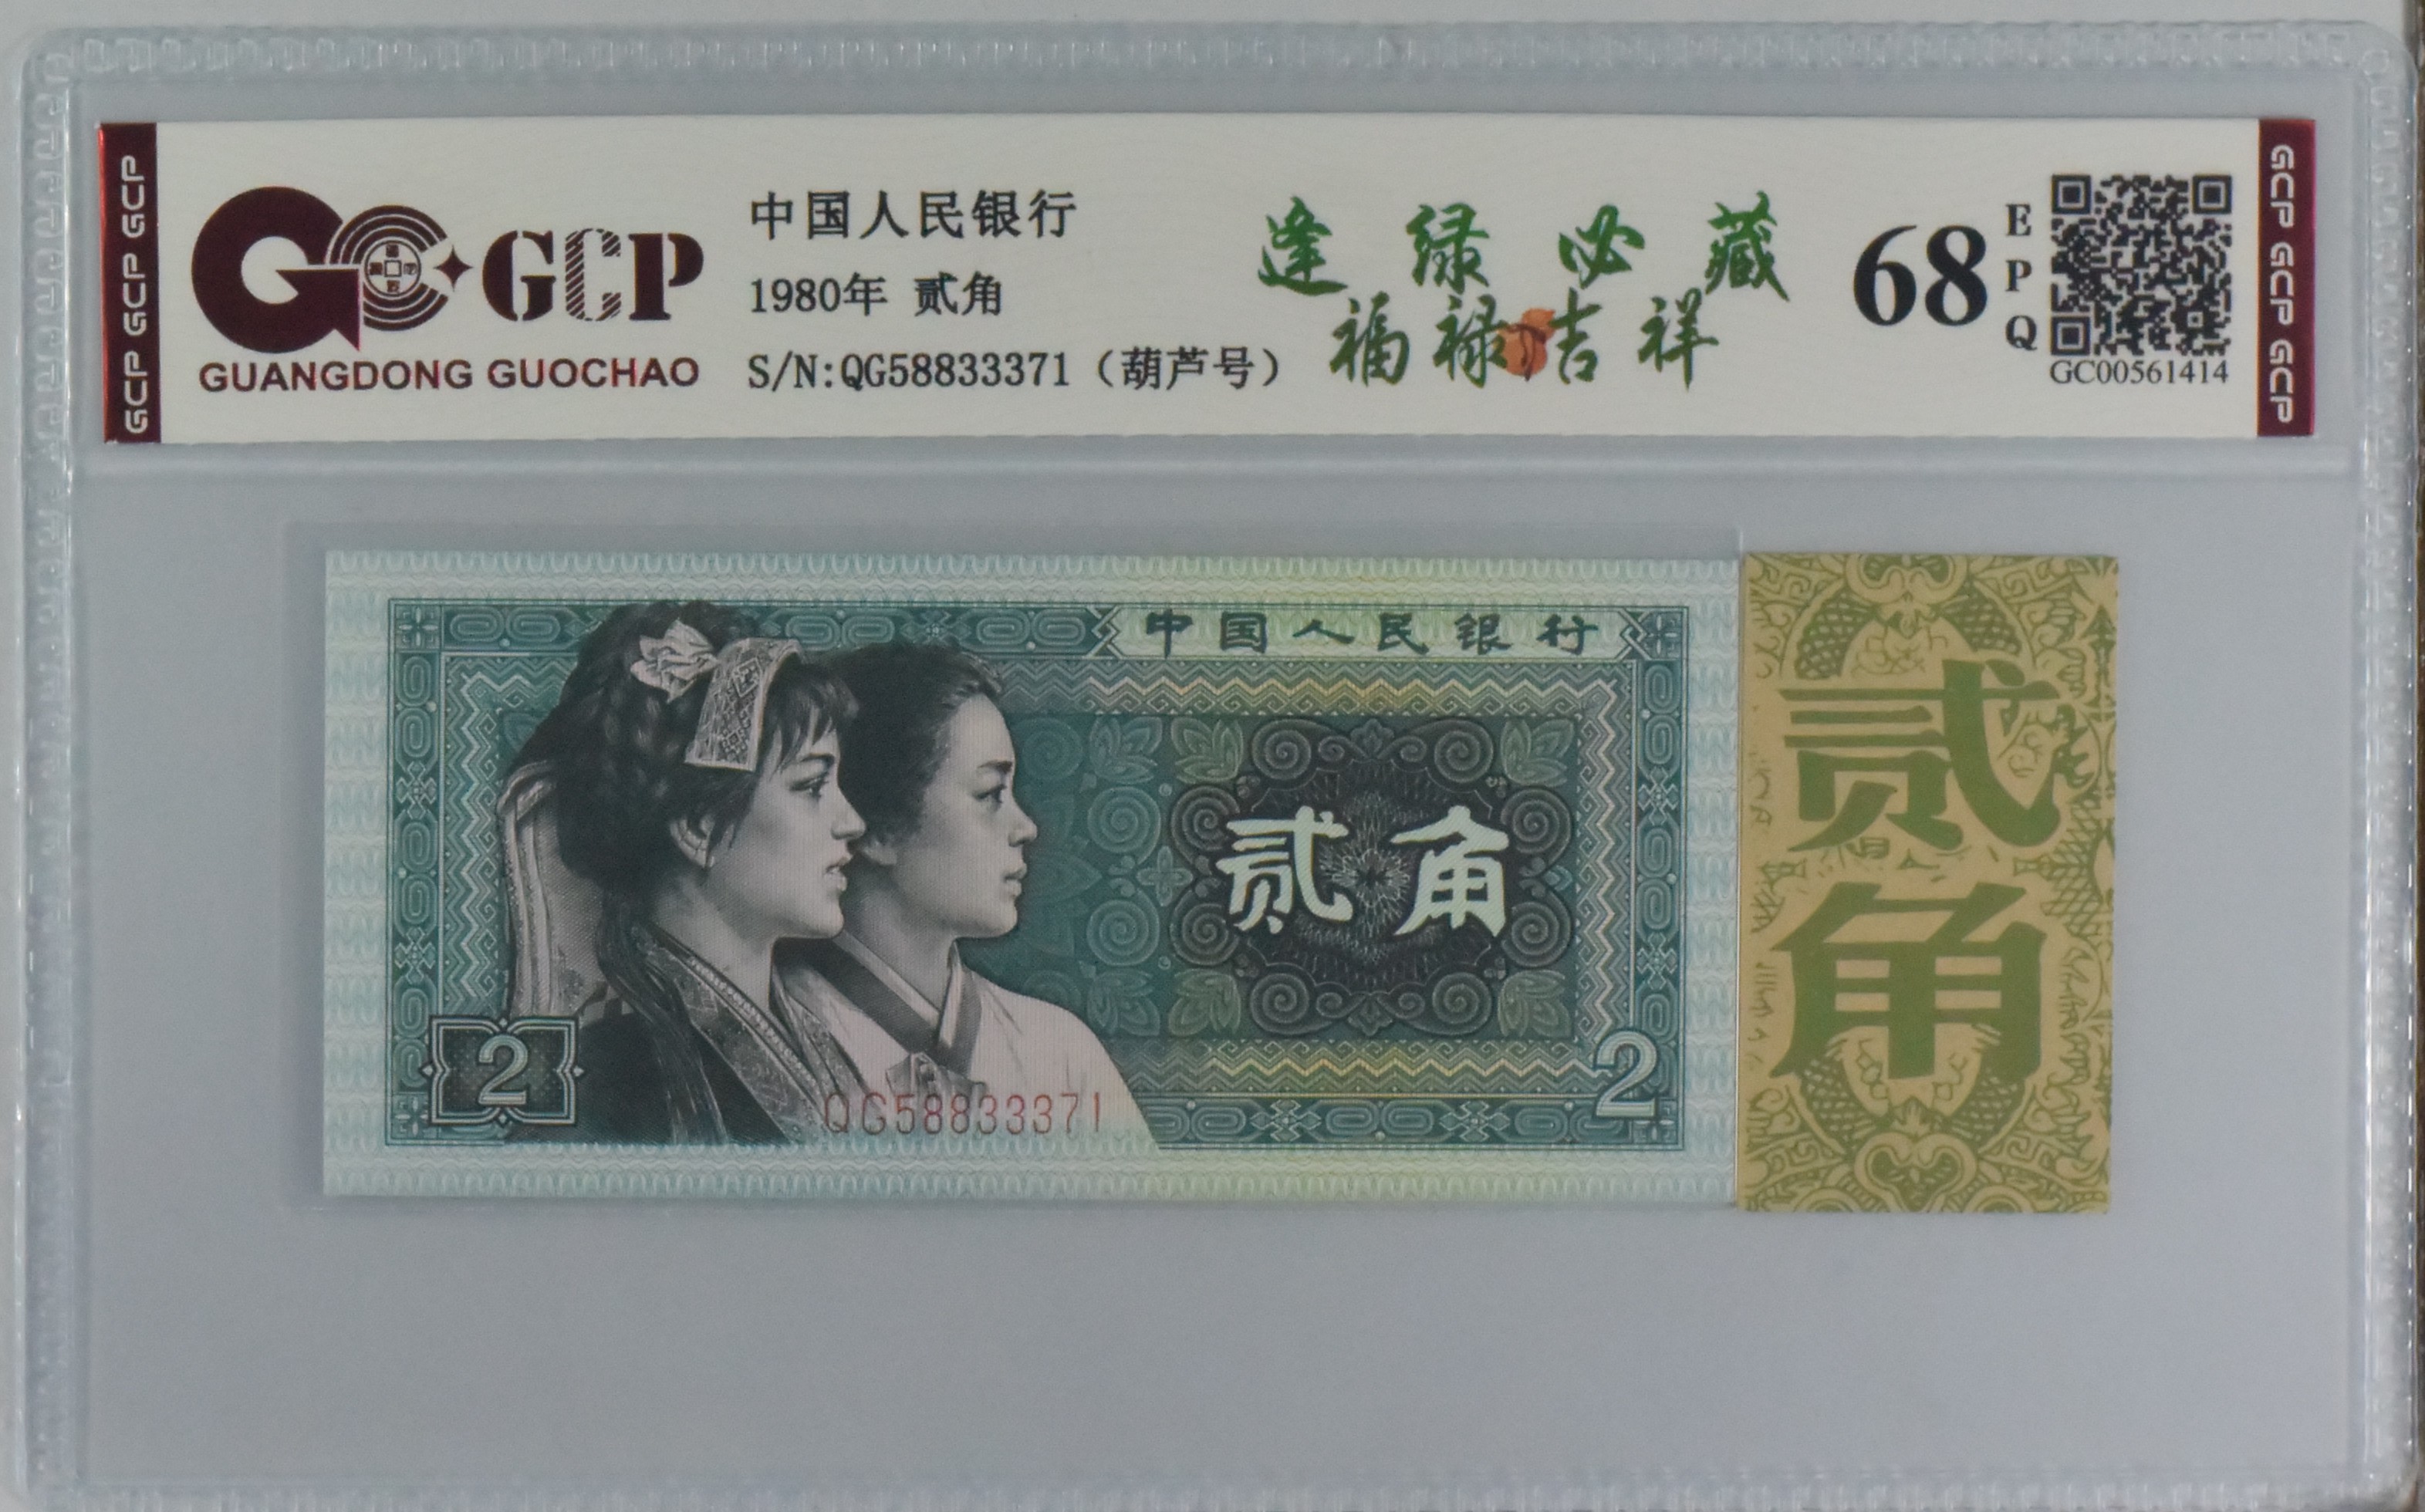 GCP GCP GCP
GCP
GUANGDONG GUOCHAO
中国人民银行
1980年 贰角
S/N:QG58833371（葫芦号）
逢绿必藏
福禄吉祥
68
EPQ
GC00561414
GCP GCP GCP
中国人民银行
贰角
2
QG58833371
2
贰角